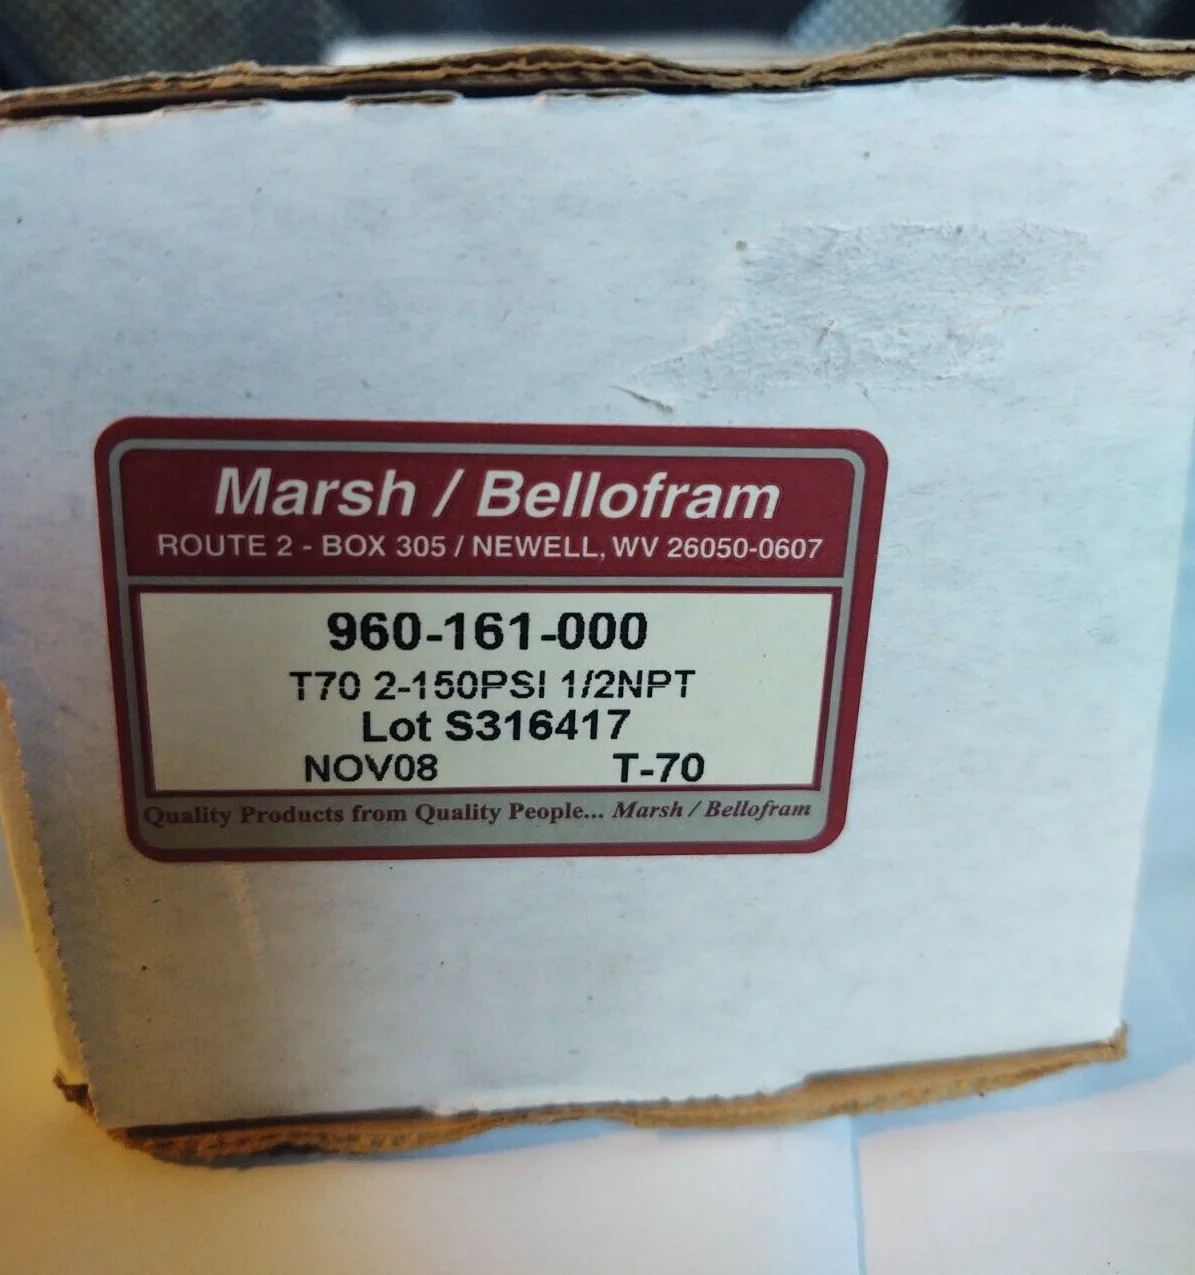 Marsh / Bellofram
ROUTE 2 - BOX 305 / NEWELL, WV 26050-0607
960-161-000
T70 2-150PSI 1/2NPT
Lot S316417
NOV08 T-70
Quality Products from Quality People... Marsh / Bellofram